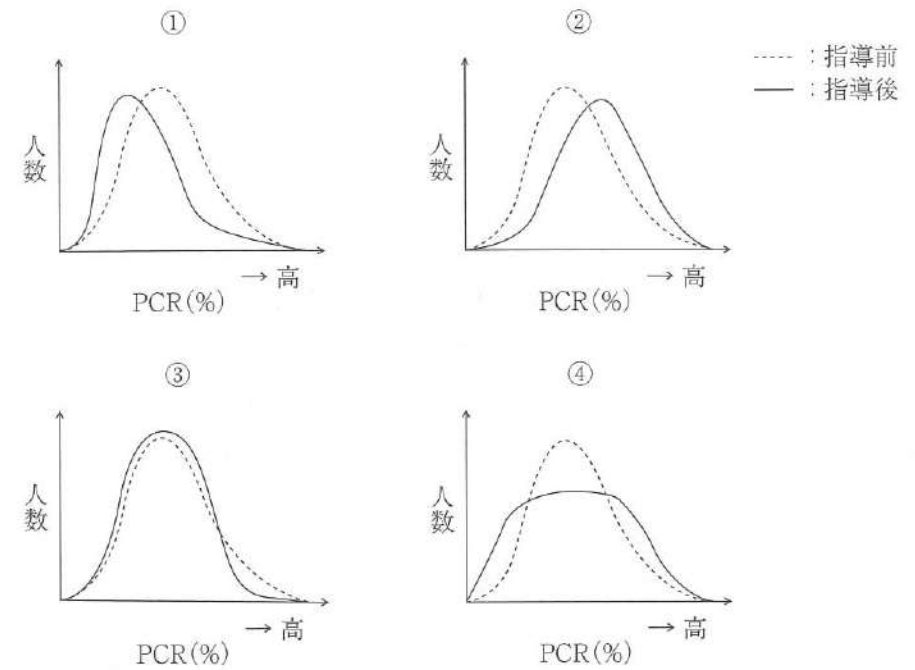 ①
②
----- ：指導前
—— ：指導後
人数
→ 高
PCR(%)
人数
→ 高
PCR(%)
③
④
人数
→ 高
PCR(%)
人数
→ 高
PCR(%)